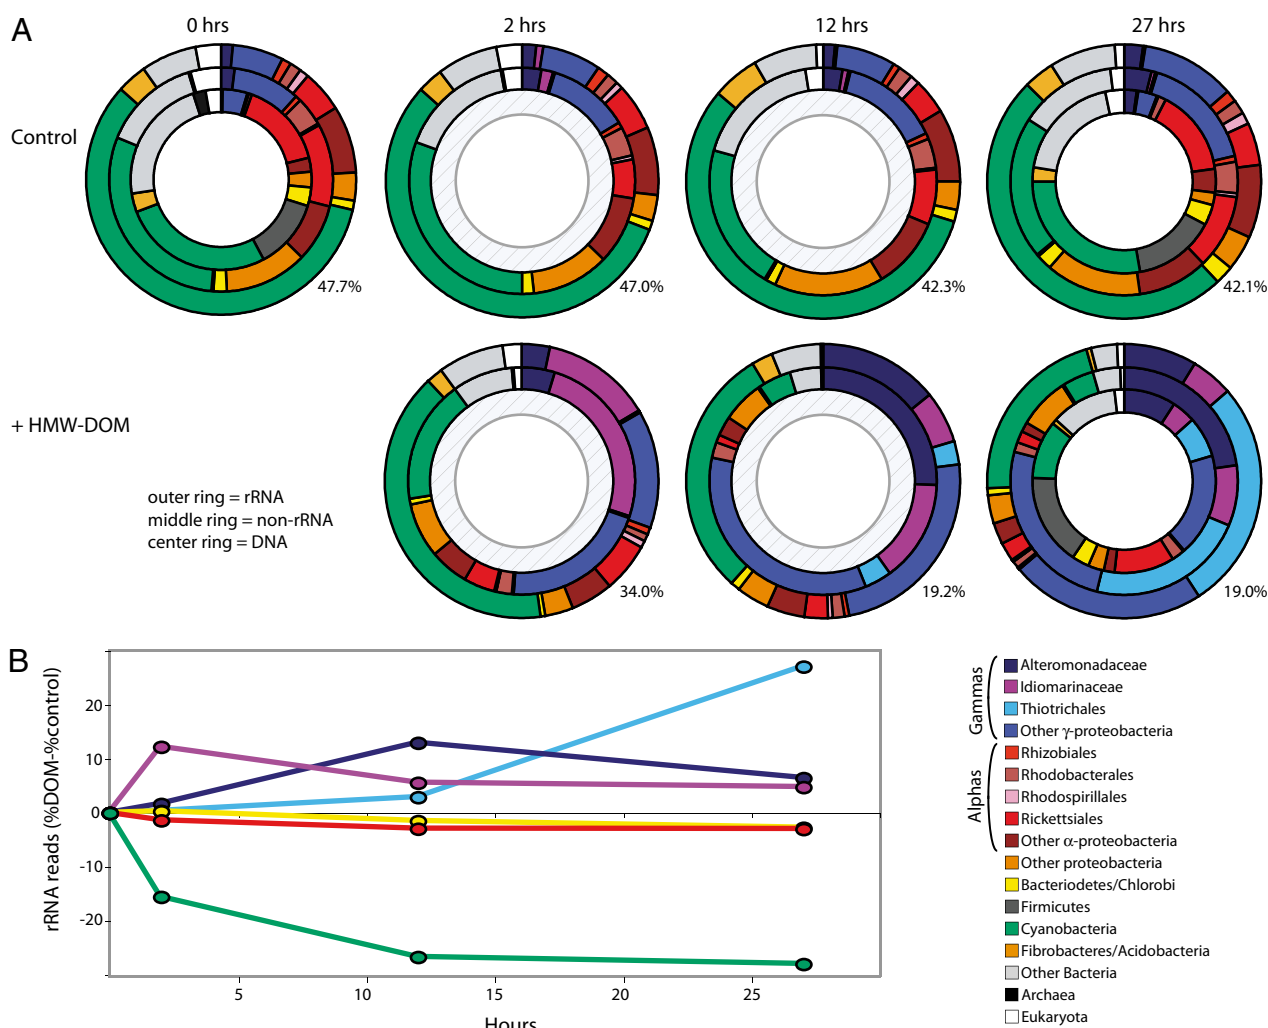 A
0 hrs
2 hrs
12 hrs
27 hrs
Control
47.7%
47.0%
42.3%
42.1%
+ HMW-DOM
outer ring = rRNA
middle ring = non-rRNA
center ring = DNA
34.0%
19.2%
19.0%
B
rRNA reads (%DOM-%control)
20
10
0
-10
-20
5
10
15
20
25
Hours
Gammas
Alteromonadaceae
Idiomarinaceae
Thiotrichales
Other γ-proteobacteria
Alphas
Rhizobiales
Rhodobacterales
Rhodospirillales
Rickettsiales
Other α-proteobacteria
Other proteobacteria
Bacteriodetes/Chlorobi
Firmicutes
Cyanobacteria
Fibrobacteres/Acidobacteria
Other Bacteria
Archaea
Eukaryota